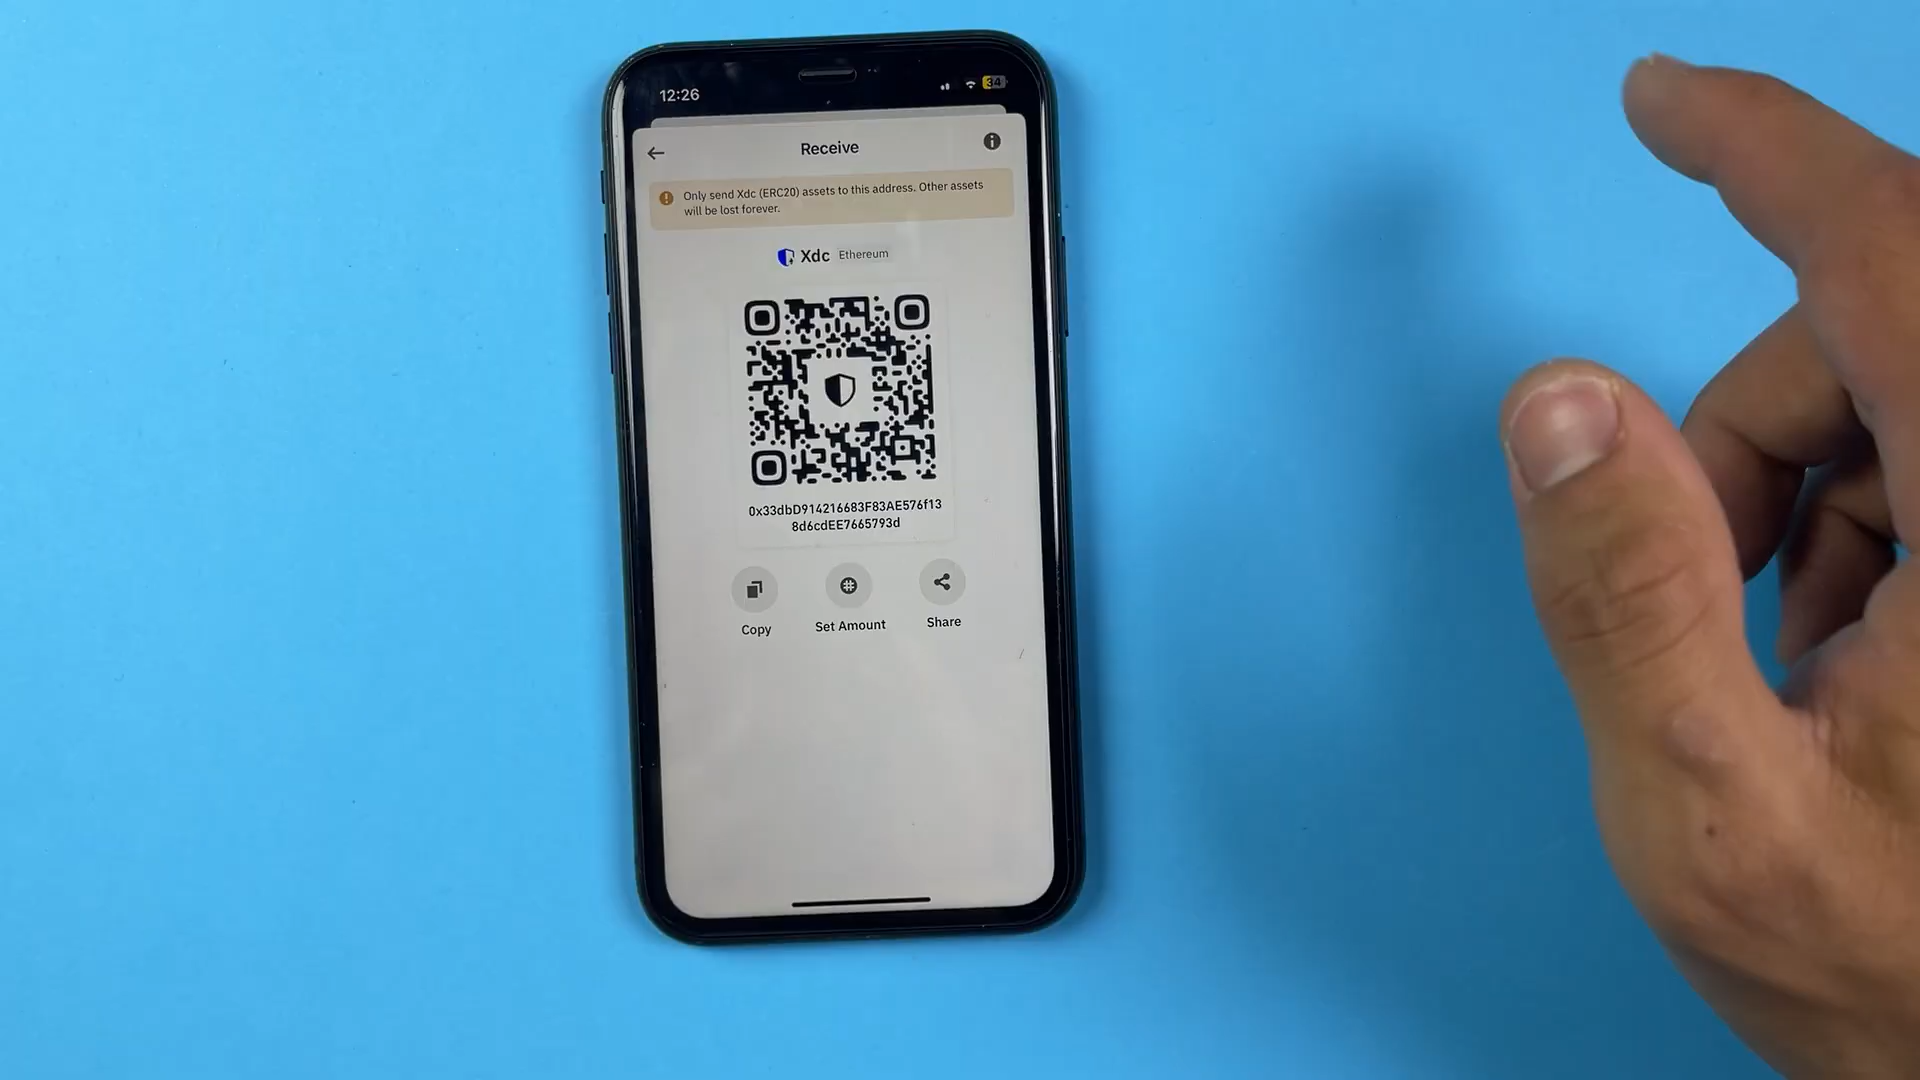 12:26
34
Receive
Only send Xdc (ERC20) assets to this address. Other assets
will be lost forever.
Xdc Ethereum
0x33dbD914216683F83AE576f13
8d6cdEE7665793d
Copy
Set Amount
Share